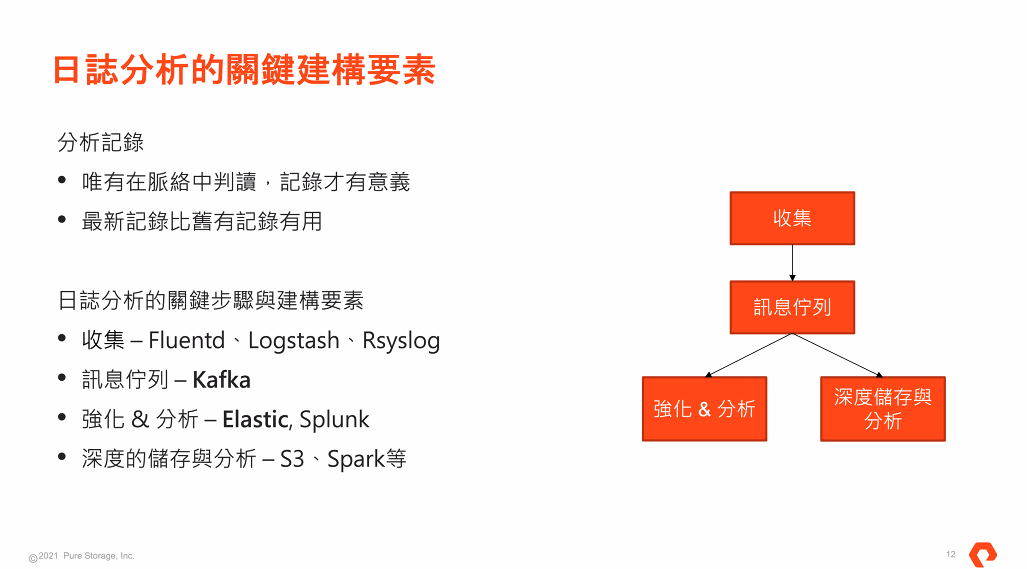 日誌分析的關鍵建構要素
分析記錄
• 唯有在脈絡中判讀，記錄才有意義
• 最新記錄比舊有記錄有用
日誌分析的關鍵步驟與建構要素
• 收集 – Fluentd、Logstash、Rsyslog
• 訊息佇列 – Kafka
• 強化 & 分析 – Elastic, Splunk
• 深度的儲存與分析 – S3、Spark等
收集
訊息佇列
強化 & 分析
深度儲存與
分析
©2021 Pure Storage, Inc.
12